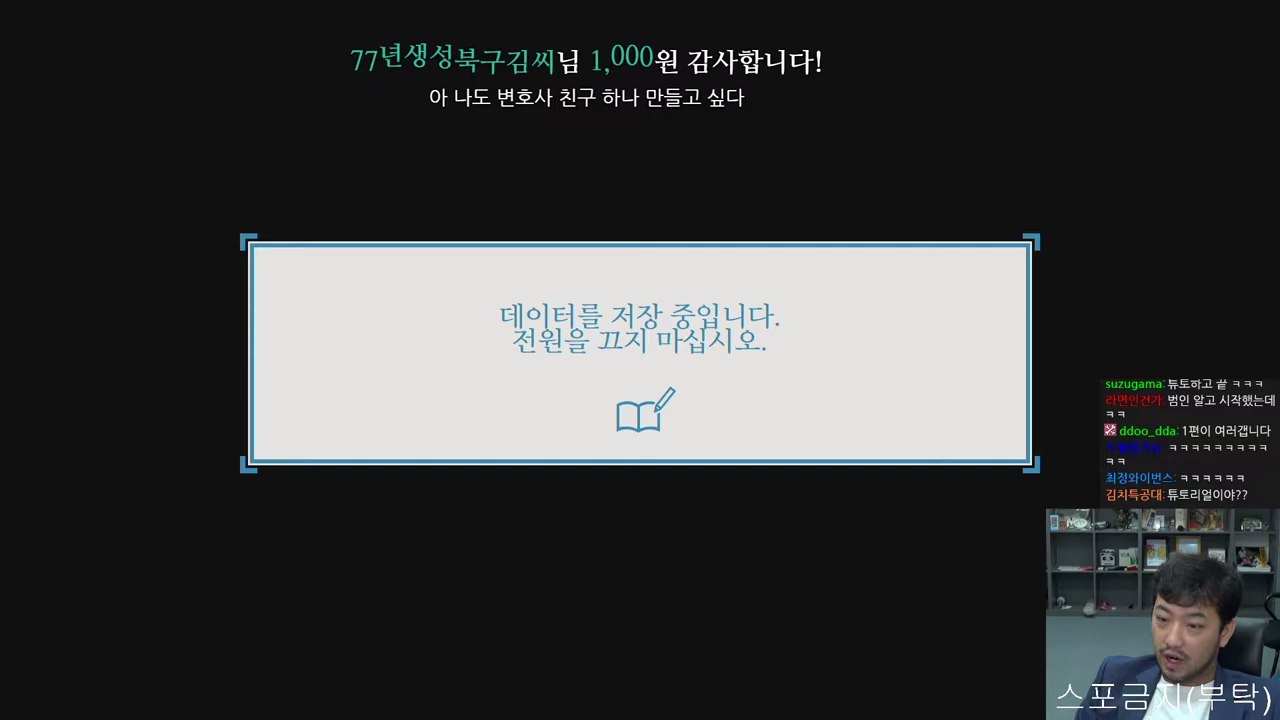 77년생성북구김씨님 1,000원 감사합니다!
아 나도 변호사 친구 하나 만들고 싶다
데이터를 저장 중입니다.
전원을 끄지 마십시오.
suzugama: 튜토하고 끝 ㅋㅋㅋ
라면인건가: 범인 알고 시작했는데
ㅋㅋ
ddoo_dda: 1편이 여러갭니다
ㅋㅋㅋㅋㅋㅋㅋㅋㅋ
ㅋㅋ
최정와이번스: ㅋㅋㅋㅋㅋㅋ
김치특공대: 튜토리얼이야??
스포금지(부탁)